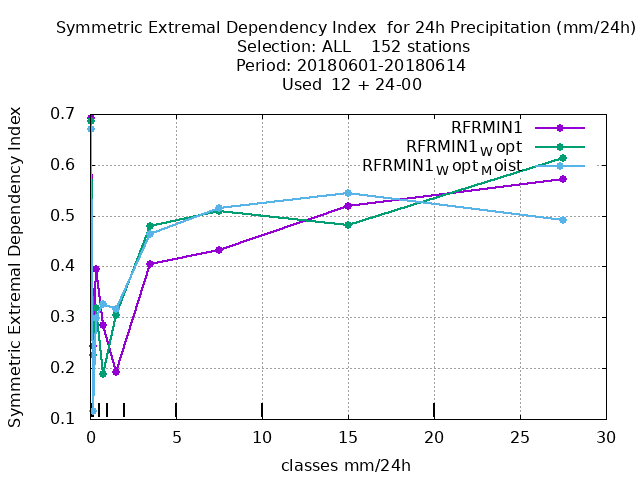 Symmetric Extremal Dependency Index  for 24h Precipitation (mm/24h)
Selection: ALL    152 stations
Period: 20180601-20180614
Used  12 + 24-00
Symmetric Extremal Dependency Index
0.7
0.6
0.5
0.4
0.3
0.2
0.1
RFRMIN1
RFRMIN1Wopt
RFRMIN1WoptMoist
0 5 10 15 20 25 30
classes mm/24h